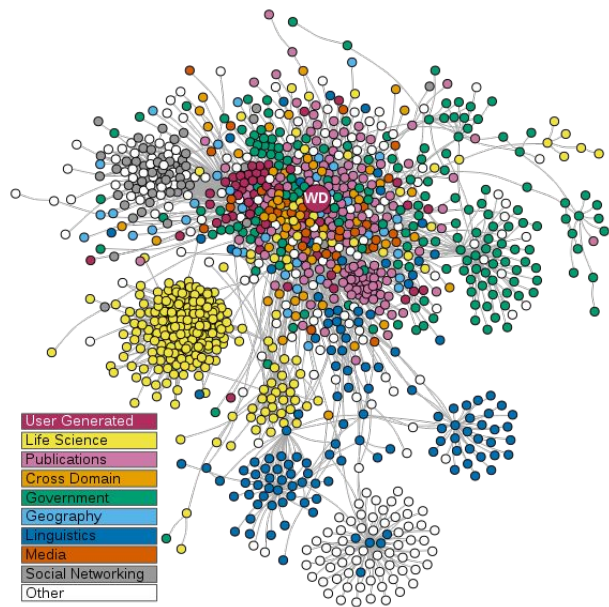 WD
User Generated
Life Science
Publications
Cross Domain
Government
Geography
Linguistics
Media
Social Networking
Other